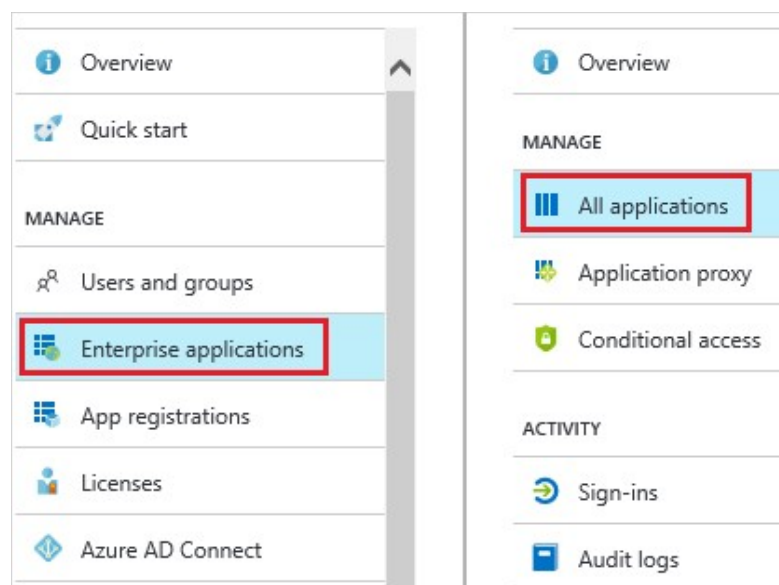 Overview
Quick start
MANAGE
Users and groups
Enterprise applications
App registrations
Licenses
Azure AD Connect
Overview
MANAGE
All applications
Application proxy
Conditional access
ACTIVITY
Sign-ins
Audit logs